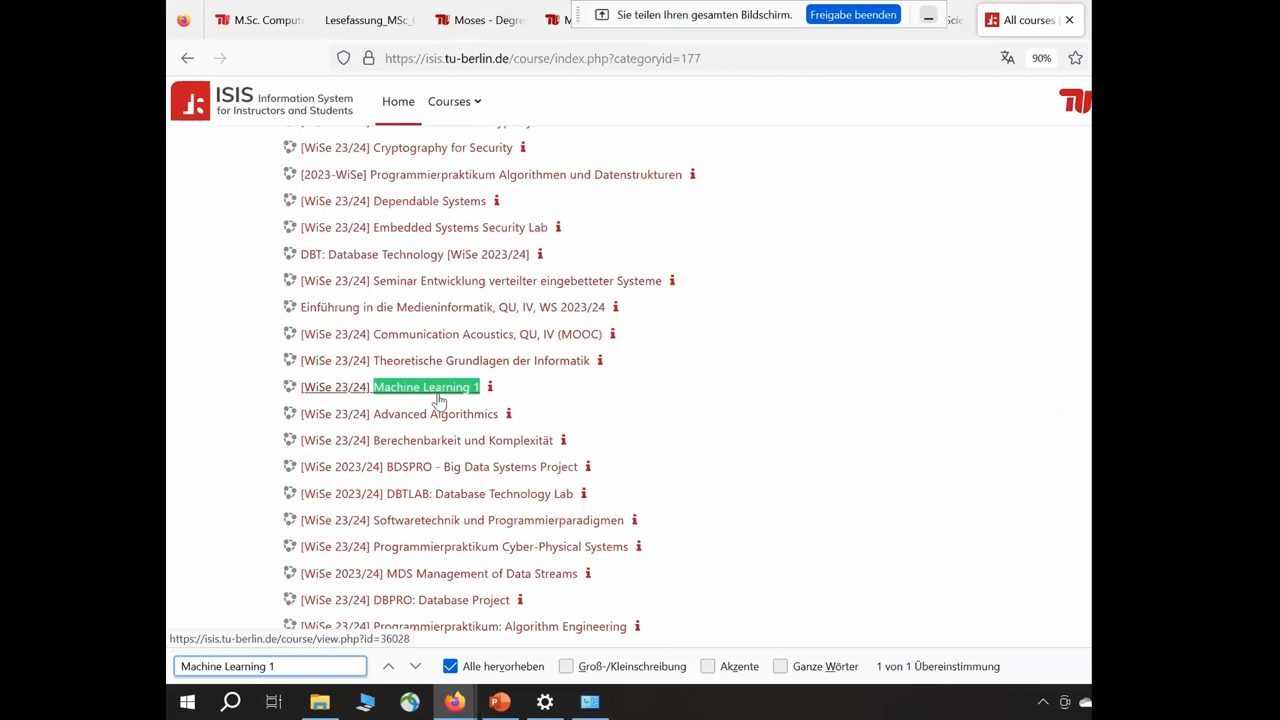 M.Sc. Compute
Lesefassung_MSc_
Moses - Degre
Sie teilen Ihren gesamten Bildschirm.
Freigabe beenden
All courses
https://isis.tu-berlin.de/course/index.php?categoryid=177
90%
ISIS Information System for Instructors and Students
Home
Courses
[WiSe 23/24] Cryptography for Security
[2023-WiSe] Programmierpraktikum Algorithmen und Datenstrukturen
[WiSe 23/24] Dependable Systems
[WiSe 23/24] Embedded Systems Security Lab
DBT: Database Technology [WiSe 2023/24]
[WiSe 23/24] Seminar Entwicklung verteilter eingebetteter Systeme
Einführung in die Medieninformatik, QU, IV, WS 2023/24
[WiSe 23/24] Communication Acoustics, QU, IV (MOOC)
[WiSe 23/24] Theoretische Grundlagen der Informatik
[WiSe 23/24] Machine Learning 1
[WiSe 23/24] Advanced Algorithmics
[WiSe 23/24] Berechenbarkeit und Komplexität
[WiSe 2023/24] BDSPRO - Big Data Systems Project
[WiSe 2023/24] DBTLAB: Database Technology Lab
[WiSe 23/24] Softwaretechnik und Programmierparadigmen
[WiSe 23/24] Programmierpraktikum Cyber-Physical Systems
[WiSe 2023/24] MDS Management of Data Streams
[WiSe 23/24] DBPRO: Database Project
[WiSe 23/24] Programmierpraktikum: Algorithm Engineering
https://isis.tu-berlin.de/course/view.php?id=36028
Machine Learning 1
Alle hervorheben
Groß-/Kleinschreibung
Akzente
Ganze Wörter
1 von 1 Übereinstimmung